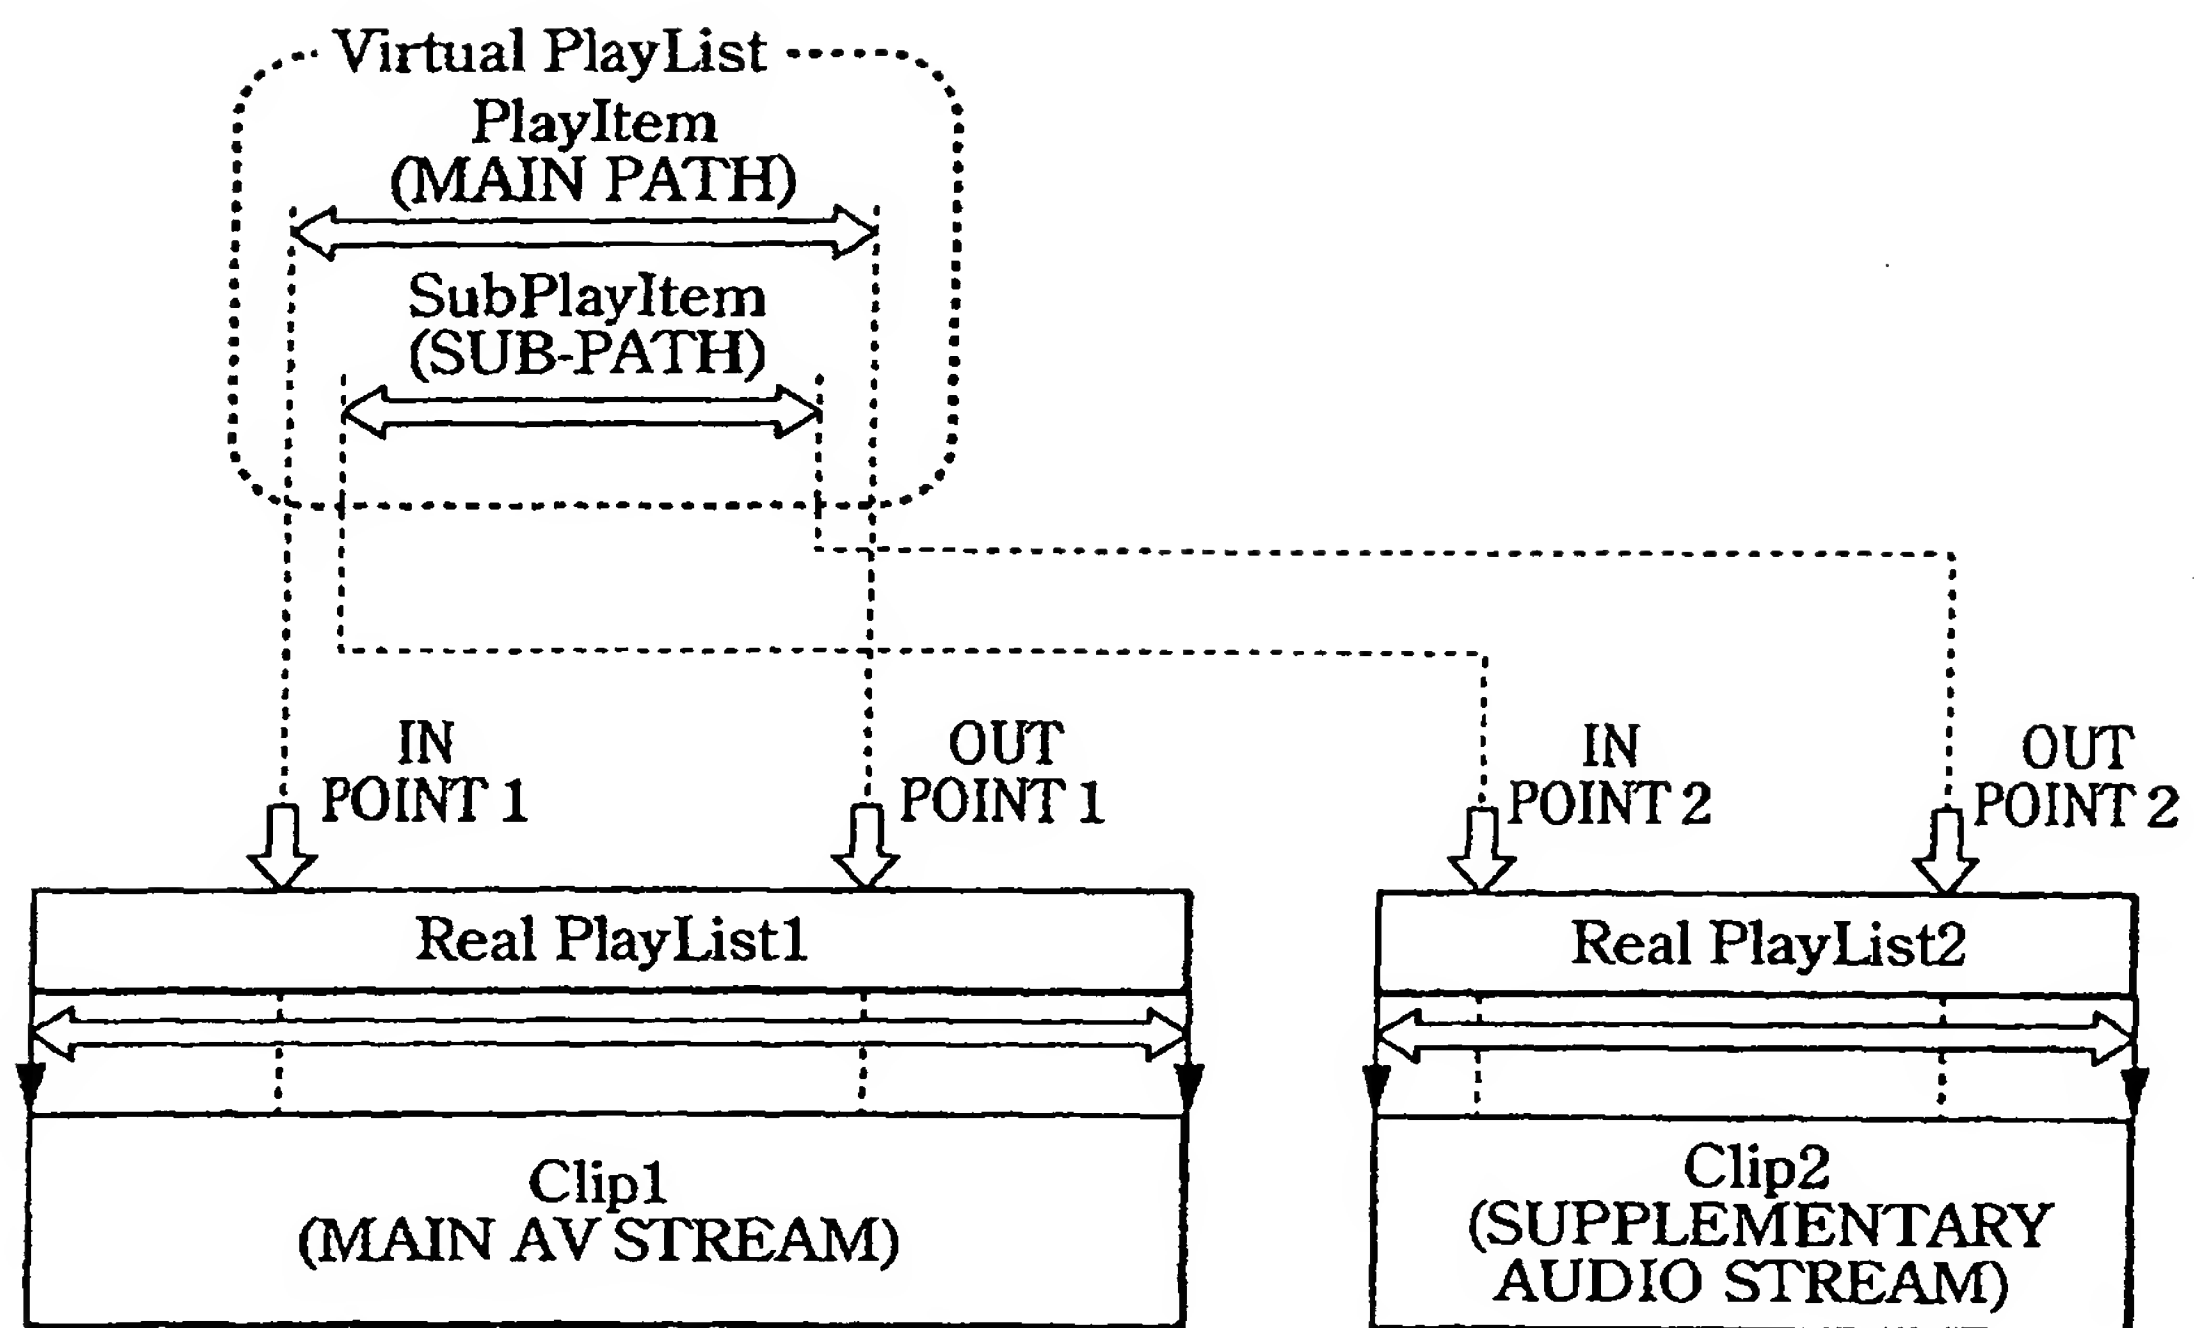 Virtual PlayList
PlayItem
(MAIN PATH)
SubPlayItem
(SUB-PATH)
IN
POINT 1
OUT
POINT 1
IN
POINT 2
OUT
POINT 2
Real PlayList1
Real PlayList2
Clip1
(MAIN AV STREAM)
Clip2
(SUPPLEMENTARY
AUDIO STREAM)